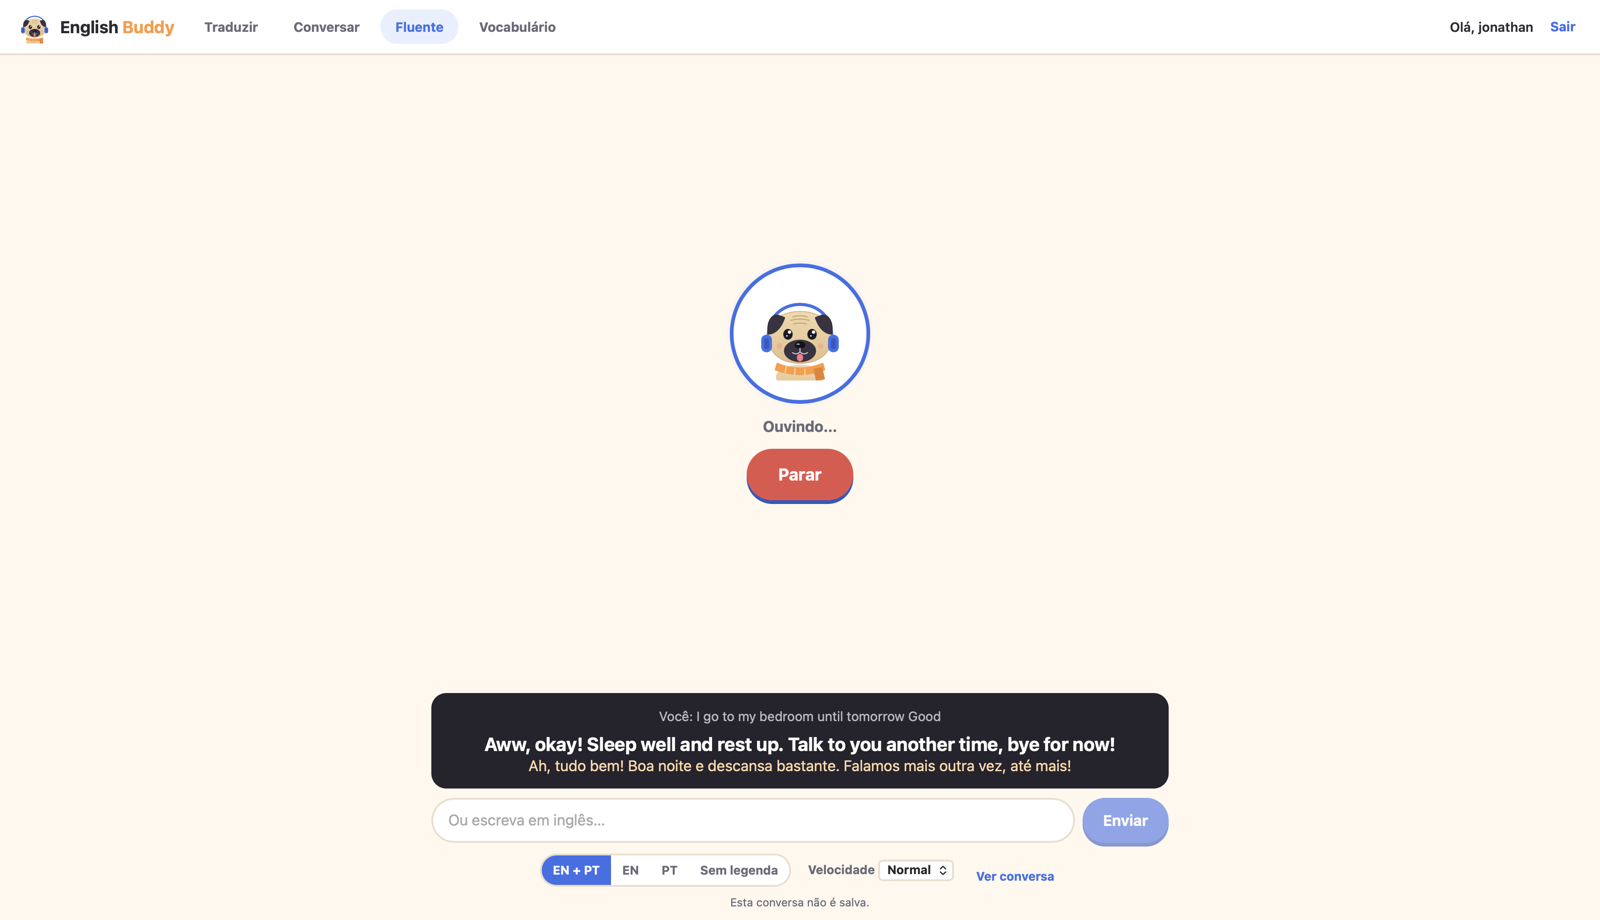 English Buddy Traduzir Conversar Fluente Vocabulário Olá, jonathan Sair
Ouvindo...
Parar
Você: I go to my bedroom until tomorrow Good
Aww, okay! Sleep well and rest up. Talk to you another time, bye for now!
Ah, tudo bem! Boa noite e descansa bastante. Falamos mais outra vez, até mais!
Ou escreva em inglês... Enviar
EN + PT EN PT Sem legenda Velocidade Normal Ver conversa
Esta conversa não é salva.